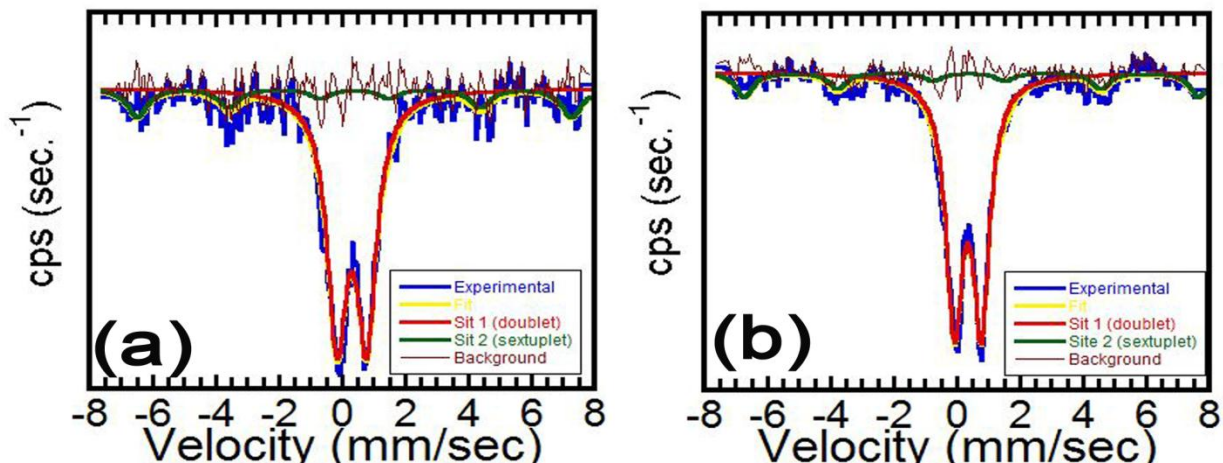 cps (sec.⁻¹)
Experimental
Fit
Sit 1 (doublet)
Sit 2 (sextuplet)
Background
(a)
-8 -6 -4 -2 0 2 4 6 8
Velocity (mm/sec)
cps (sec.⁻¹)
Experimental
Fit
Sit 1 (doublet)
Site 2 (sextuplet)
Background
(b)
-8 -6 -4 -2 0 2 4 6 8
Velocity (mm/sec)